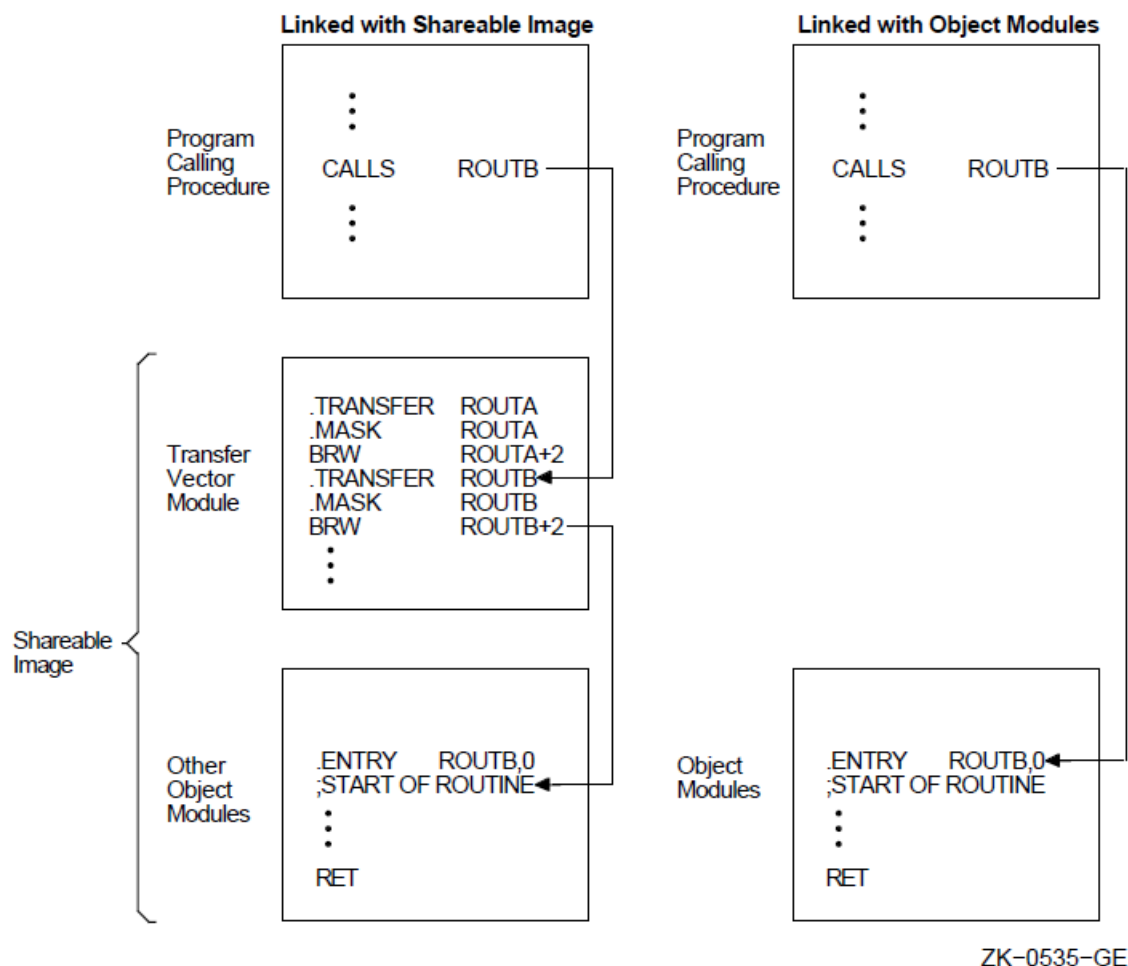 Linked with Shareable Image
Linked with Object Modules
Program
Calling
Procedure
CALLS ROUTB
Program
Calling
Procedure
CALLS ROUTB
Shareable
Image
Transfer
Vector
Module
.TRANSFER ROUTA
.MASK ROUTA
BRW ROUTA+2
.TRANSFER ROUTB
.MASK ROUTB
BRW ROUTB+2
Other
Object
Modules
.ENTRY ROUTB,0
;START OF ROUTINE
RET
Object
Modules
.ENTRY ROUTB,0
;START OF ROUTINE
RET
ZK-0535-GE